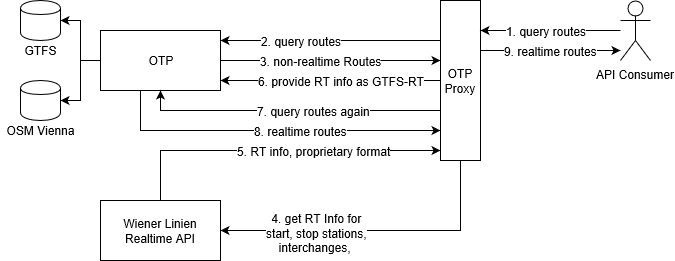 GTFS
OSM Vienna
OTP
OTP
Proxy
API Consumer
1. query routes
9. realtime routes
2. query routes
3. non-realtime Routes
6. provide RT info as GTFS-RT
7. query routes again
8. realtime routes
5. RT info, proprietary format
Wiener Linien
Realtime API
4. get RT Info for
start, stop stations,
interchanges,